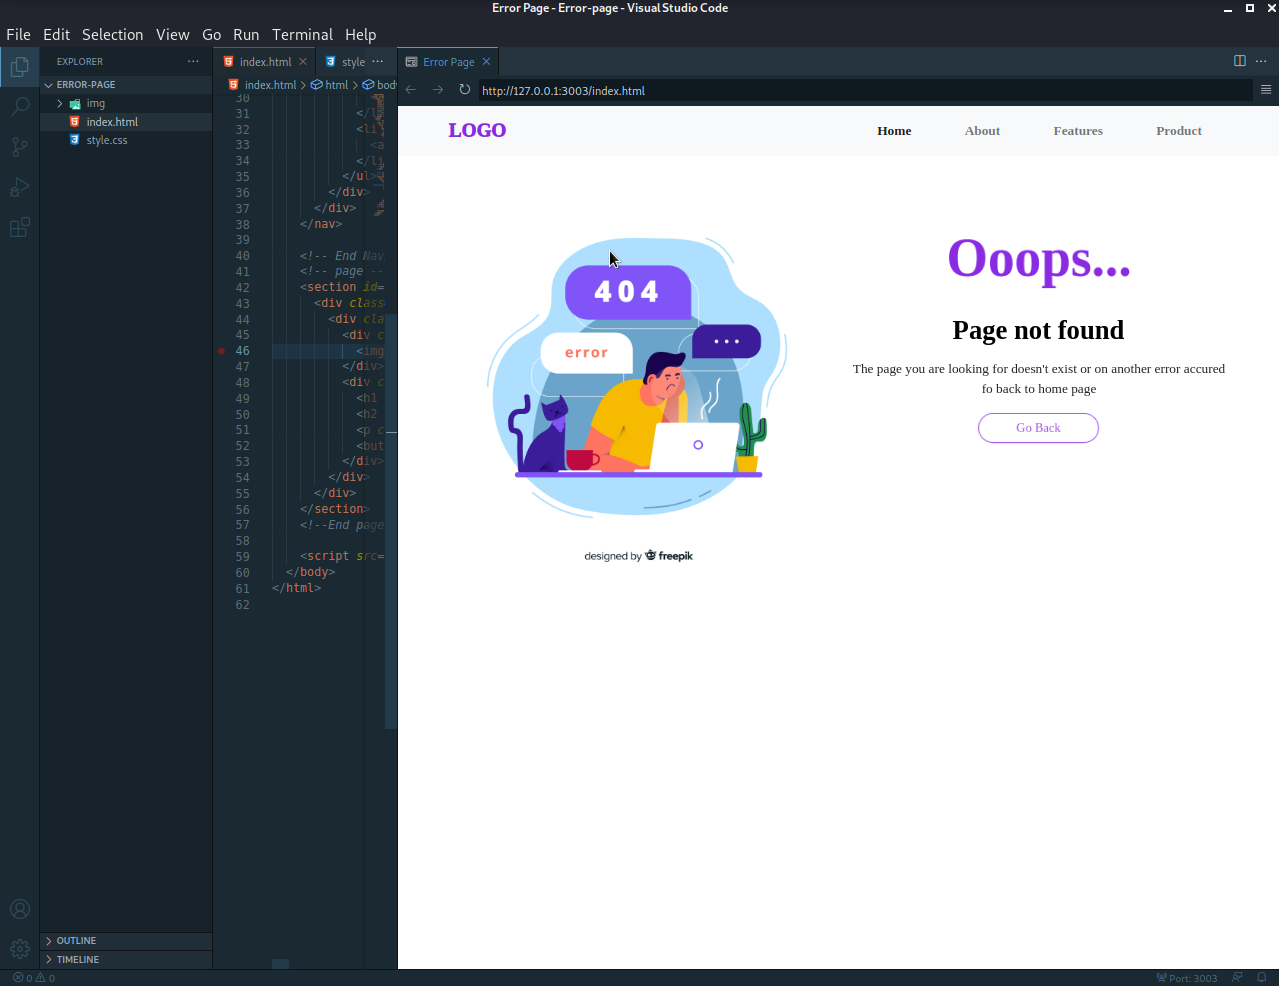 Error Page - Error-page - Visual Studio Code
File Edit Selection View Go Run Terminal Help
EXPLORER
ERROR-PAGE
img
index.html
style.css
OUTLINE
TIMELINE
index.html
style
index.html > html > body
30
31 </l
32 <li
33 <a
34 </li
35 </ul>
36 </div>
37 </div>
38 </nav>
39
40 <!-- End Nav
41 <!-- page --
42 <section id=
43 <div class
44 <div cla
45 <div c
46 <img
47 </div>
48 <div c
49 <h1
50 <h2
51 <p c
52 <but
53 </div>
54 </div>
55 </div>
56 </section>
57 <!--End page
58
59 <script src=
60 </body>
61 </html>
62
Error Page
http://127.0.0.1:3003/index.html
LOGO
Home About Features Product
404
error
designed by freepik
Ooops...
Page not found
The page you are looking for doesn't exist or on another error accured
fo back to home page
Go Back
0 0
Port: 3003